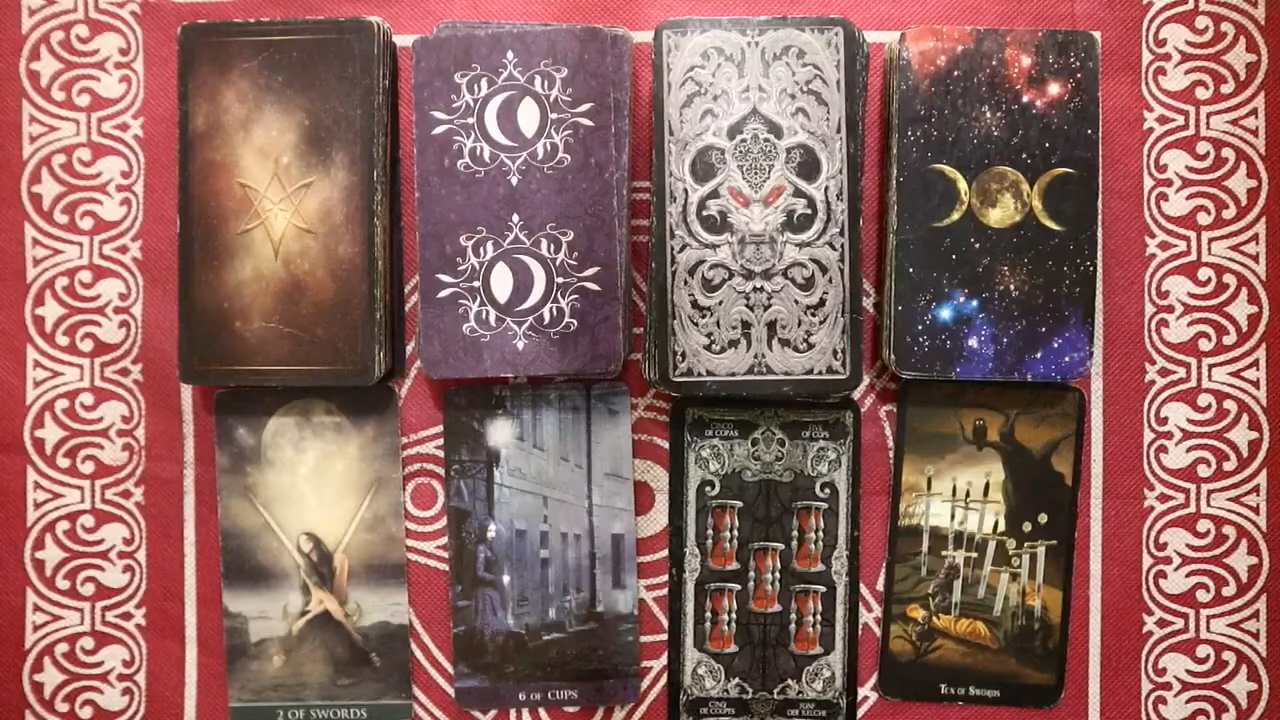 2 OF SWORDS
6 OF CUPS
CINCO
DE COPAS
FIVE
OF CUPS
CINQ
DE COUPES
FÜNF
DER KELCHE
Ten of Swords